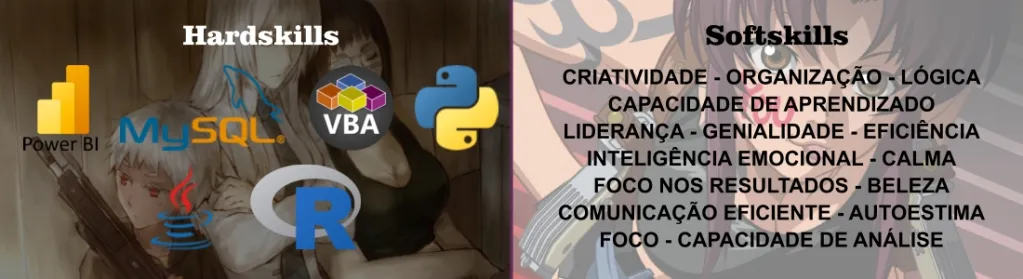 Hardskills
Power BI
MySQL®
VBA
R
Softskills
CRIATIVIDADE - ORGANIZAÇÃO - LÓGICA
CAPACIDADE DE APRENDIZADO
LIDERANÇA - GENIALIDADE - EFICIÊNCIA
INTELIGÊNCIA EMOCIONAL - CALMA
FOCO NOS RESULTADOS - BELEZA
COMUNICAÇÃO EFICIENTE - AUTOESTIMA
FOCO - CAPACIDADE DE ANÁLISE